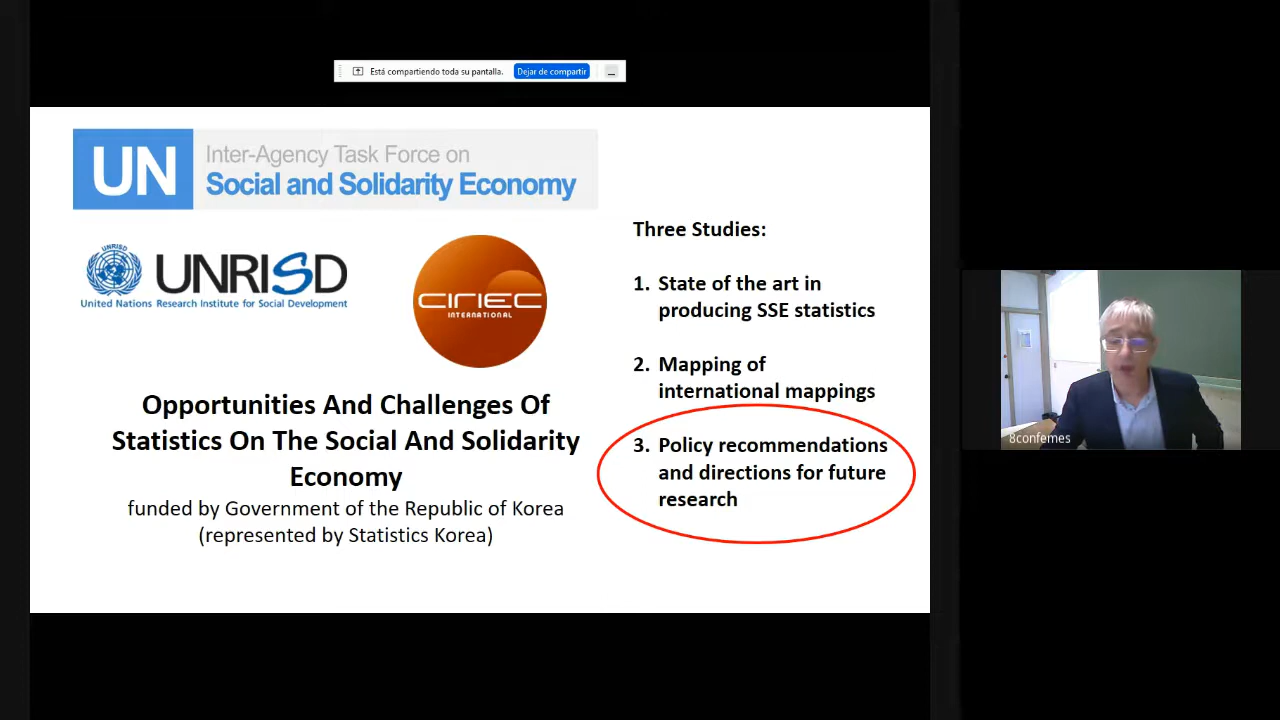 Está compartiendo toda su pantalla.
Dejar de compartir
UN
Inter-Agency Task Force on
Social and Solidarity Economy
UNRISD
UNRISD
United Nations Research Institute for Social Development
CIRIEC
INTERNATIONAL
Opportunities And Challenges Of
Statistics On The Social And Solidarity
Economy
funded by Government of the Republic of Korea
(represented by Statistics Korea)
Three Studies:
1. State of the art in
producing SSE statistics
2. Mapping of
international mappings
3. Policy recommendations
and directions for future
research
8confemes